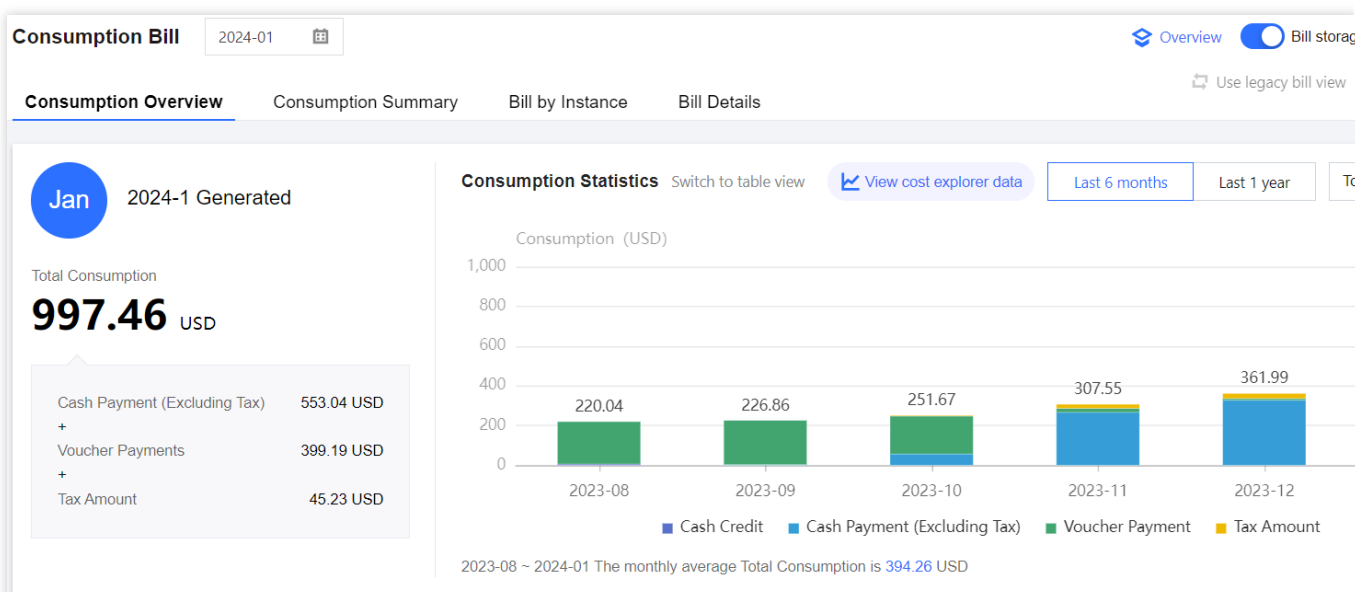 Consumption Bill 2024-01 Overview Bill storag
Use legacy bill view
Consumption Overview Consumption Summary Bill by Instance Bill Details
Jan 2024-1 Generated
Total Consumption
997.46 USD
Cash Payment (Excluding Tax) 553.04 USD
+
Voucher Payments 399.19 USD
+
Tax Amount 45.23 USD
Consumption Statistics Switch to table view View cost explorer data Last 6 months Last 1 year To
Consumption (USD)
1,000
800
600
400
200
0
220.04 226.86 251.67 307.55 361.99
2023-08 2023-09 2023-10 2023-11 2023-12
Cash Credit Cash Payment (Excluding Tax) Voucher Payment Tax Amount
2023-08 ~ 2024-01 The monthly average Total Consumption is 394.26 USD